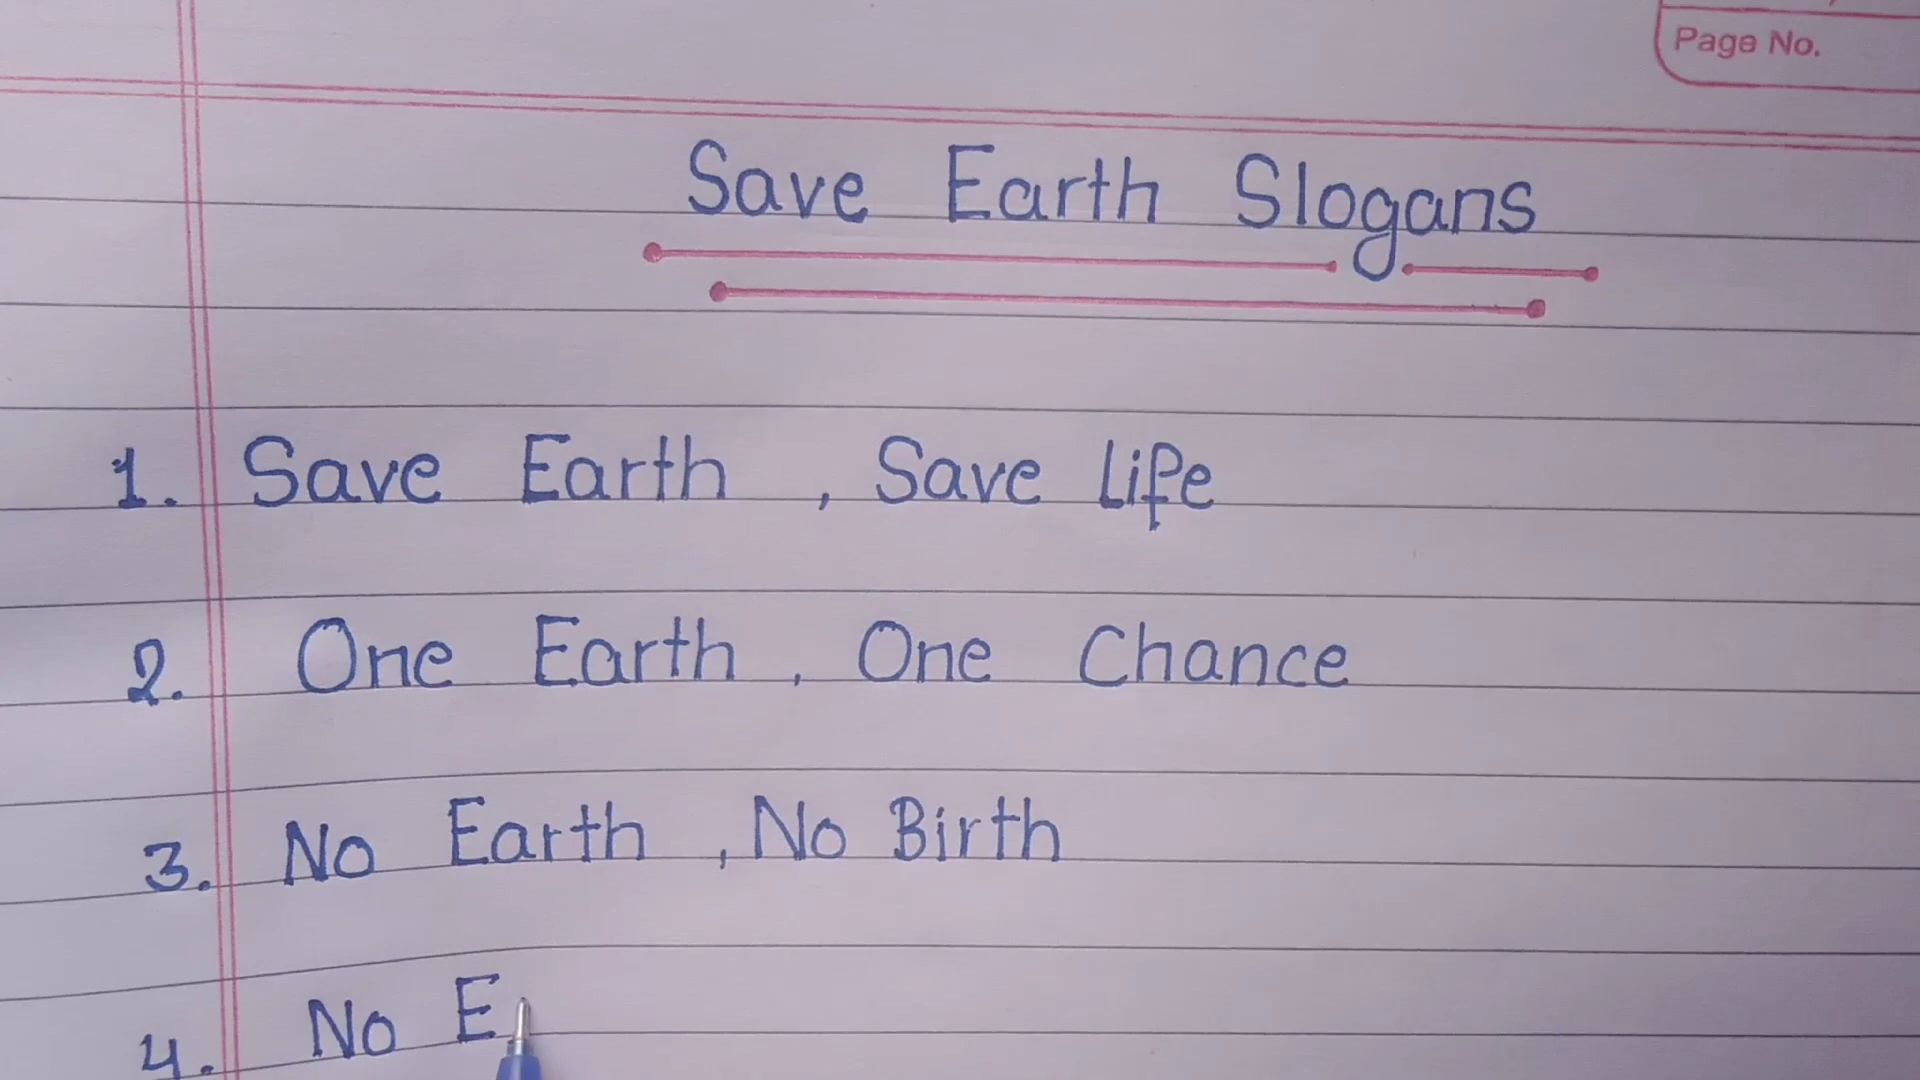 Page No.
Save Earth Slogans
1. Save Earth , Save Life
2. One Earth , One Chance
3. No Earth , No Birth
4. No E